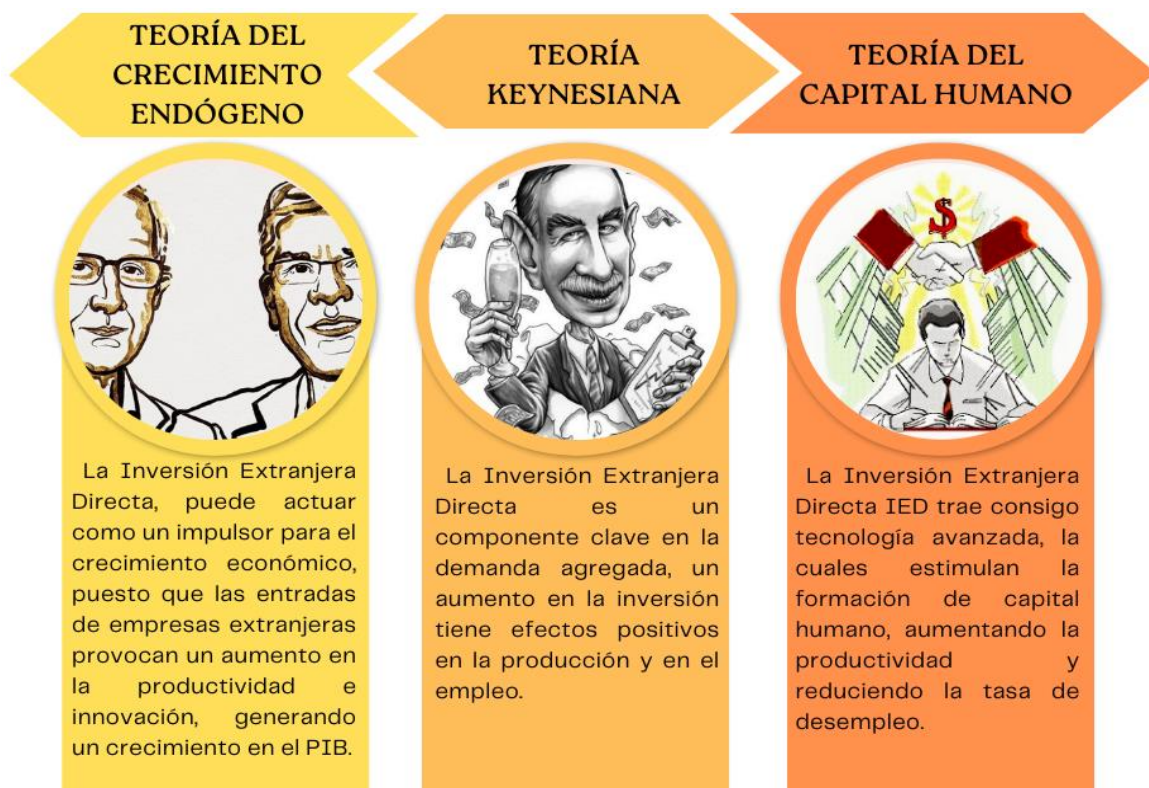 TEORÍA DEL
CRECIMIENTO
ENDÓGENO
La Inversión Extranjera
Directa, puede actuar
como un impulsor para el
crecimiento económico,
puesto que las entradas
de empresas extranjeras
provocan un aumento en
la productividad e
innovación, generando
un crecimiento en el PIB.
TEORÍA
KEYNESIANA
La Inversión Extranjera
Directa es un
componente clave en la
demanda agregada, un
aumento en la inversión
tiene efectos positivos
en la producción y en el
empleo.
TEORÍA DEL
CAPITAL HUMANO
$
La Inversión Extranjera
Directa IED trae consigo
tecnología avanzada, la
cuales estimulan la
formación de capital
humano, aumentando la
productividad y
reduciendo la tasa de
desempleo.